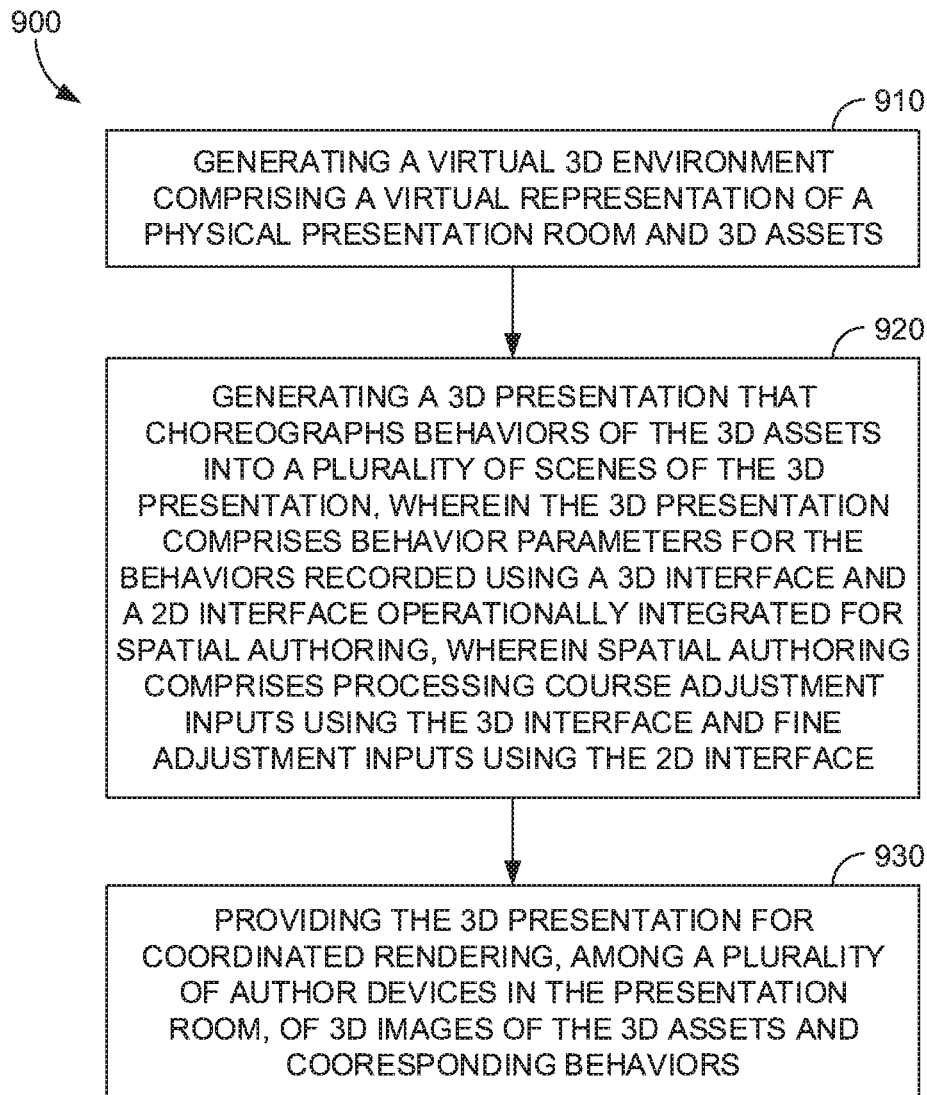 900
910
GENERATING A VIRTUAL 3D ENVIRONMENT
COMPRISING A VIRTUAL REPRESENTATION OF A
PHYSICAL PRESENTATION ROOM AND 3D ASSETS
920
GENERATING A 3D PRESENTATION THAT
CHOREOGRAPHS BEHAVIORS OF THE 3D ASSETS
INTO A PLURALITY OF SCENES OF THE 3D
PRESENTATION, WHEREIN THE 3D PRESENTATION
COMPRISES BEHAVIOR PARAMETERS FOR THE
BEHAVIORS RECORDED USING A 3D INTERFACE AND
A 2D INTERFACE OPERATIONALLY INTEGRATED FOR
SPATIAL AUTHORING, WHEREIN SPATIAL AUTHORING
COMPRISES PROCESSING COURSE ADJUSTMENT
INPUTS USING THE 3D INTERFACE AND FINE
ADJUSTMENT INPUTS USING THE 2D INTERFACE
930
PROVIDING THE 3D PRESENTATION FOR
COORDINATED RENDERING, AMONG A PLURALITY
OF AUTHOR DEVICES IN THE PRESENTATION
ROOM, OF 3D IMAGES OF THE 3D ASSETS AND
COORESPONDING BEHAVIORS